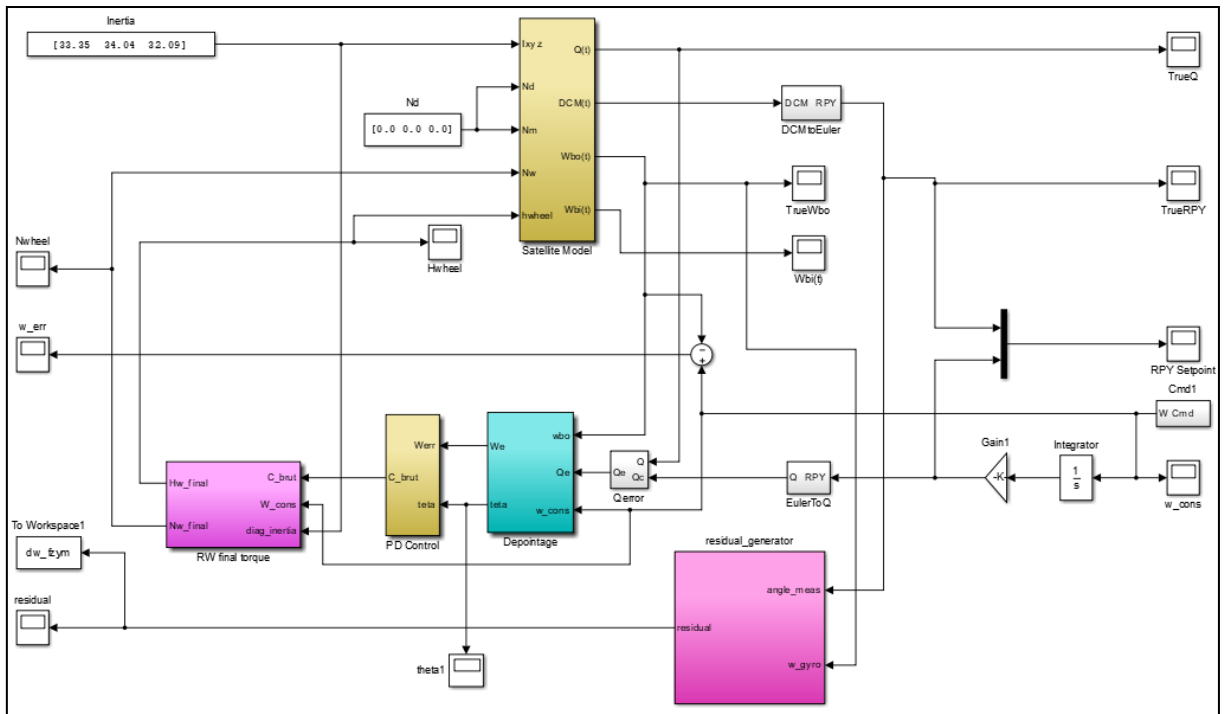 Inertia
[33.35 34.04 32.09]
Ixyz
Q(t)
TrueQ
Nd
Nd
[0.0 0.0 0.0]
Nm
DCM(t)
DCM RPY
DCMtoEuler
Wbo(t)
Nw
TrueWbo
TrueRPY
Wbi(t)
hwheel
Satellite Model
Hwheel
Wbi(t)
Nwheel
w_err
−
+
RPY Setpoint
Cmd1
W Cmd
Gain1
Integrator
-K-
1
s
w_cons
wbo
We
Werr
Q
Qe
Qc
Qerror
Q RPY
EulerToQ
Qe
C_brut
C_brut
Hw_final
W_cons
teta
teta
w_cons
Nw_final
diag_inertia
RW final torque
PD Control
Depointage
To Workspace1
dw_fzym
residual_generator
angle_meas
residual
residual
w_gyro
theta1